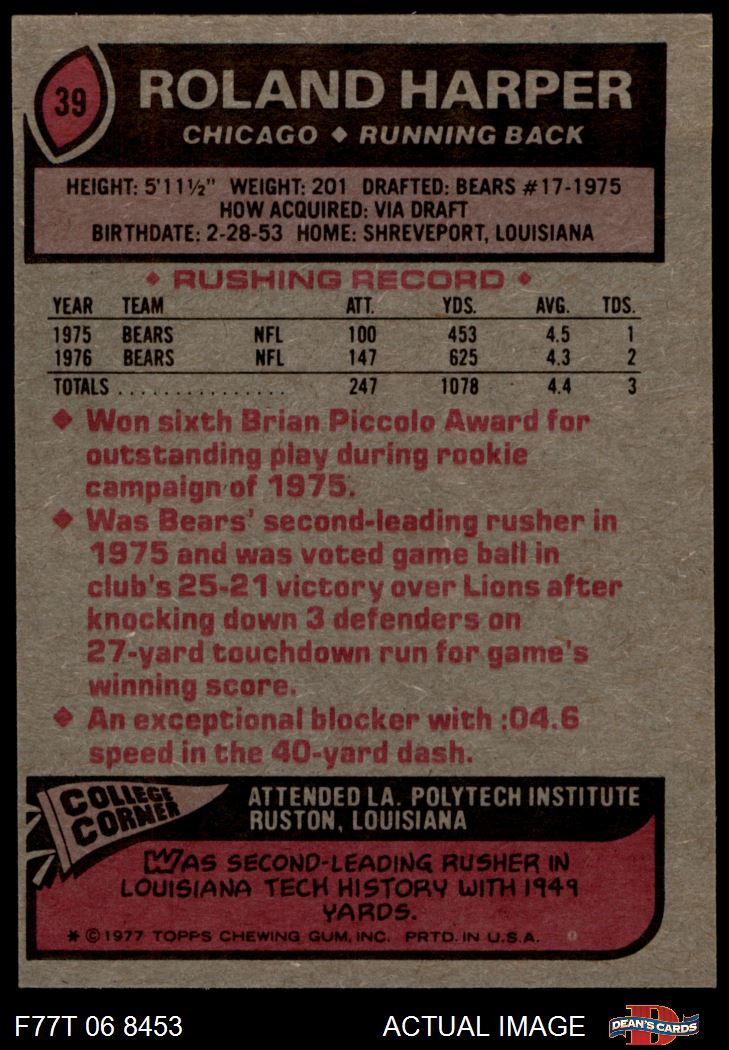 39
ROLAND HARPER
CHICAGO ♦ RUNNING BACK
HEIGHT: 5'11½" WEIGHT: 201 DRAFTED: BEARS #17-1975
HOW ACQUIRED: VIA DRAFT
BIRTHDATE: 2-28-53 HOME: SHREVEPORT, LOUISIANA
♦ RUSHING RECORD ♦
YEAR TEAM ATT. YDS. AVG. TDS.
1975 BEARS NFL 100 453 4.5 1
1976 BEARS NFL 147 625 4.3 2
TOTALS . . . . . . . . . . . . . . . . 247 1078 4.4 3
♦ Won sixth Brian Piccolo Award for
outstanding play during rookie
campaign of 1975.
♦ Was Bears' second-leading rusher in
1975 and was voted game ball in
club's 25-21 victory over Lions after
knocking down 3 defenders on
27-yard touchdown run for game's
winning score.
♦ An exceptional blocker with :04.6
speed in the 40-yard dash.
COLLEGE
CORNER
ATTENDED LA. POLYTECH INSTITUTE
RUSTON, LOUISIANA
WAS SECOND-LEADING RUSHER IN
LOUISIANA TECH HISTORY WITH 1949
YARDS.
* © 1977 TOPPS CHEWING GUM, INC. PRTD. IN U.S.A.
F77T 06 8453 ACTUAL IMAGE
D
DEAN'S CARDS